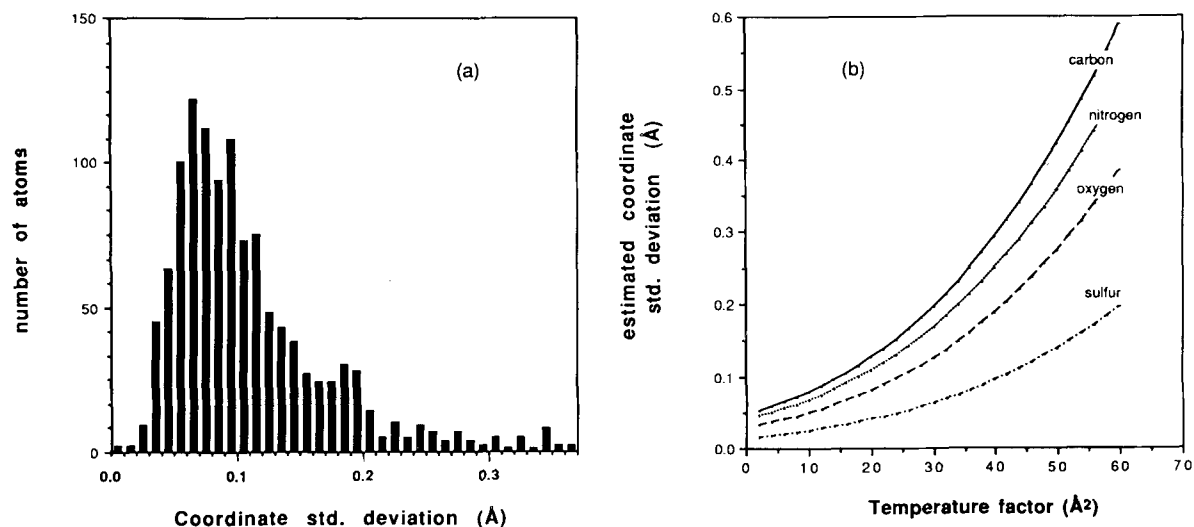 150
100
50
0
number of atoms
(a)
0.0
0.1
0.2
0.3
Coordinate std. deviation (Å)
0.6
0.5
0.4
0.3
0.2
0.1
0.0
estimated coordinate
std. deviation (Å)
(b)
carbon
nitrogen
oxygen
sulfur
0
10
20
30
40
50
60
70
Temperature factor (Å2)